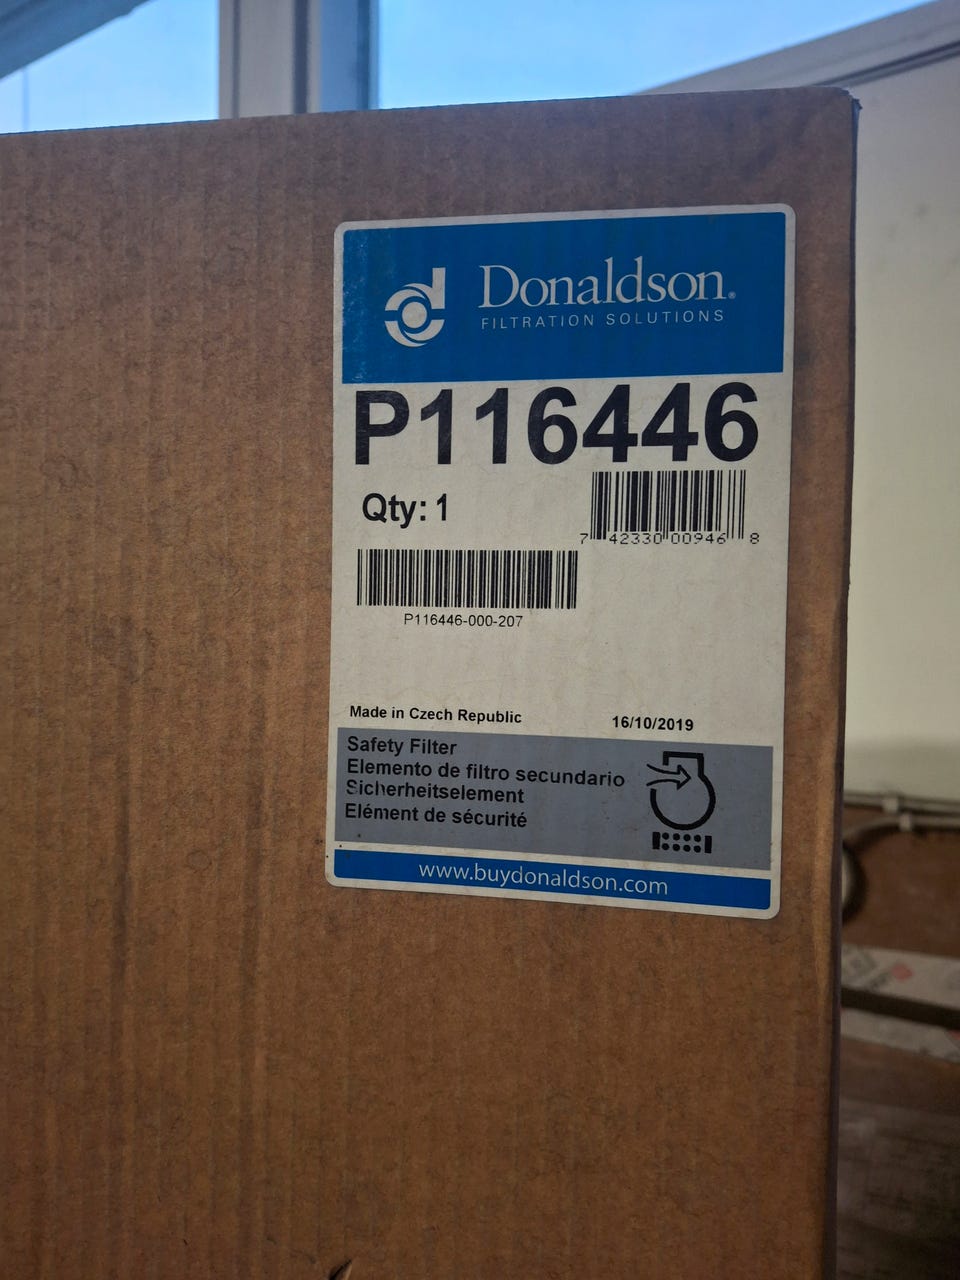 Donaldson®
FILTRATION SOLUTIONS
P116446
Qty: 1
7 42330 00946 8
P116446-000-207
Made in Czech Republic 16/10/2019
Safety Filter
Elemento de filtro secundario
Sicherheitselement
Elément de sécurité
www.buydonaldson.com